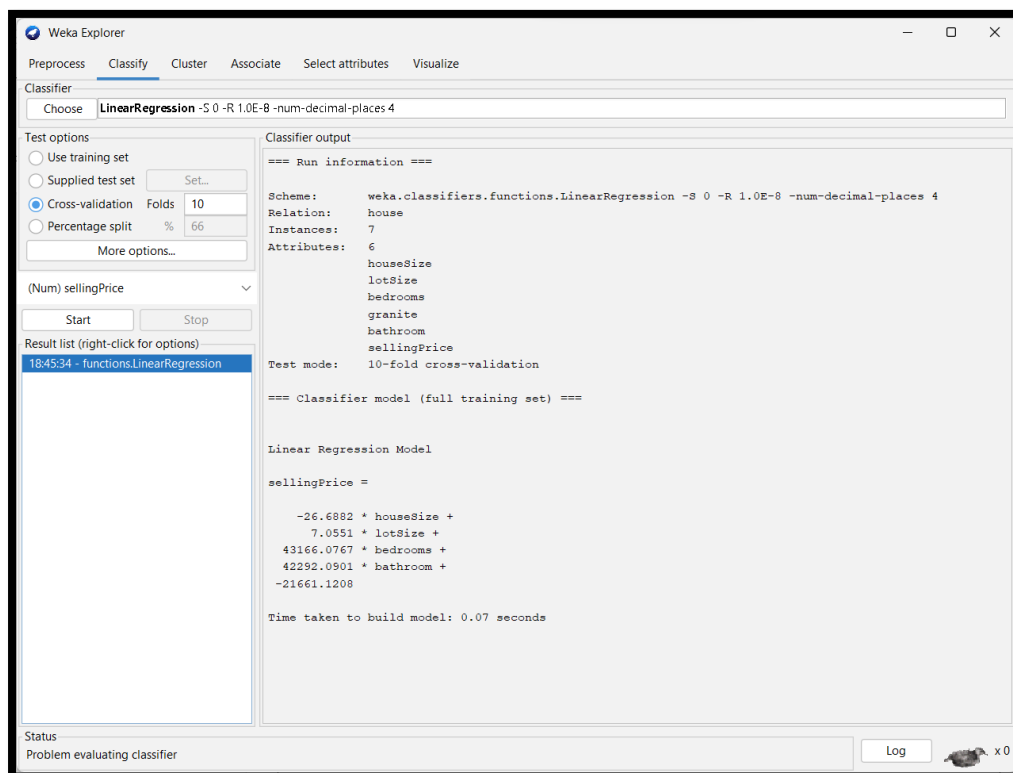 Weka Explorer
Preprocess Classify Cluster Associate Select attributes Visualize
Classifier
Choose LinearRegression -S 0 -R 1.0E-8 -num-decimal-places 4
Test options
Use training set
Supplied test set Set...
Cross-validation Folds 10
Percentage split % 66
More options...
(Num) sellingPrice
Start Stop
Result list (right-click for options)
18:45:34 - functions.LinearRegression
Classifier output
=== Run information ===
Scheme: weka.classifiers.functions.LinearRegression -S 0 -R 1.0E-8 -num-decimal-places 4
Relation: house
Instances: 7
Attributes: 6
houseSize
lotSize
bedrooms
granite
bathroom
sellingPrice
Test mode: 10-fold cross-validation
=== Classifier model (full training set) ===
Linear Regression Model
sellingPrice =
-26.6882 * houseSize +
7.0551 * lotSize +
43166.0767 * bedrooms +
42292.0901 * bathroom +
-21661.1208
Time taken to build model: 0.07 seconds
Status
Problem evaluating classifier
Log x 0